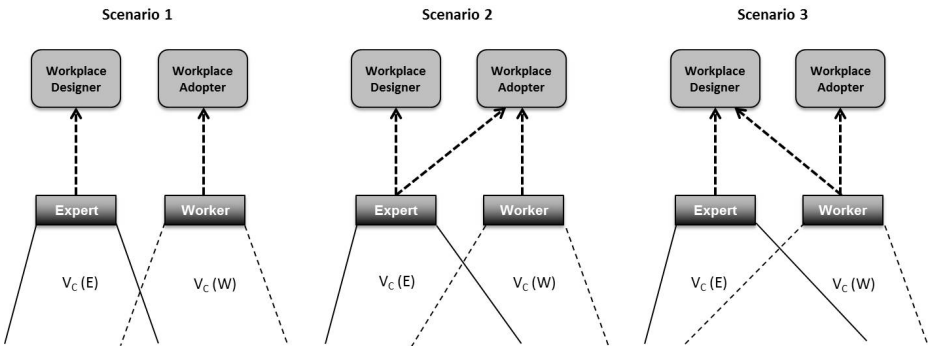 Scenario 1
Workplace
Designer
Workplace
Adopter
Expert
Worker
V_C (E)
V_C (W)
Scenario 2
Workplace
Designer
Workplace
Adopter
Expert
Worker
V_C (E)
V_C (W)
Scenario 3
Workplace
Designer
Workplace
Adopter
Expert
Worker
V_C (E)
V_C (W)